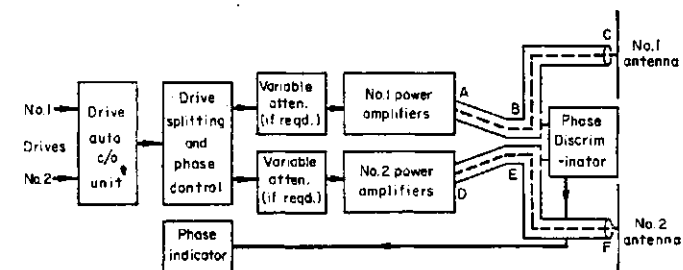 No.1
Drives
No.2
Drive
auto
c/o
unit
Drive
splitting
and
phase
control
Variable
atten.
(if reqd.)
Variable
atten.
(if reqd.)
No.1 power
amplifiers
No.2 power
amplifiers
A
B
C
D
E
F
Phase
Discrim
-inator
No.1
antenna
No.2
antenna
Phase
indicator